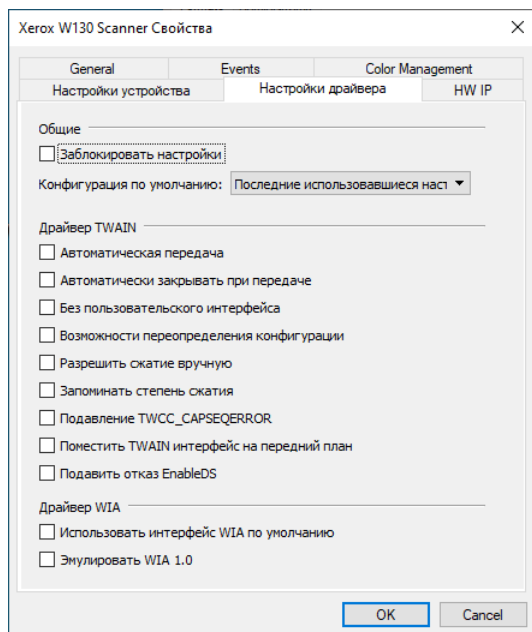 Xerox W130 Scanner Свойства
General Events Color Management
Настройки устройства Настройки драйвера HW IP
Общие
Заблокировать настройки
Конфигурация по умолчанию: Последние использовавшиеся наст
Драйвер TWAIN
Автоматическая передача
Автоматически закрывать при передаче
Без пользовательского интерфейса
Возможности переопределения конфигурации
Разрешить сжатие вручную
Запоминать степень сжатия
Подавление TWCC_CAPSEQERROR
Поместить TWAIN интерфейс на передний план
Подавить отказ EnableDS
Драйвер WIA
Использовать интерфейс WIA по умолчанию
Эмулировать WIA 1.0
OK Cancel